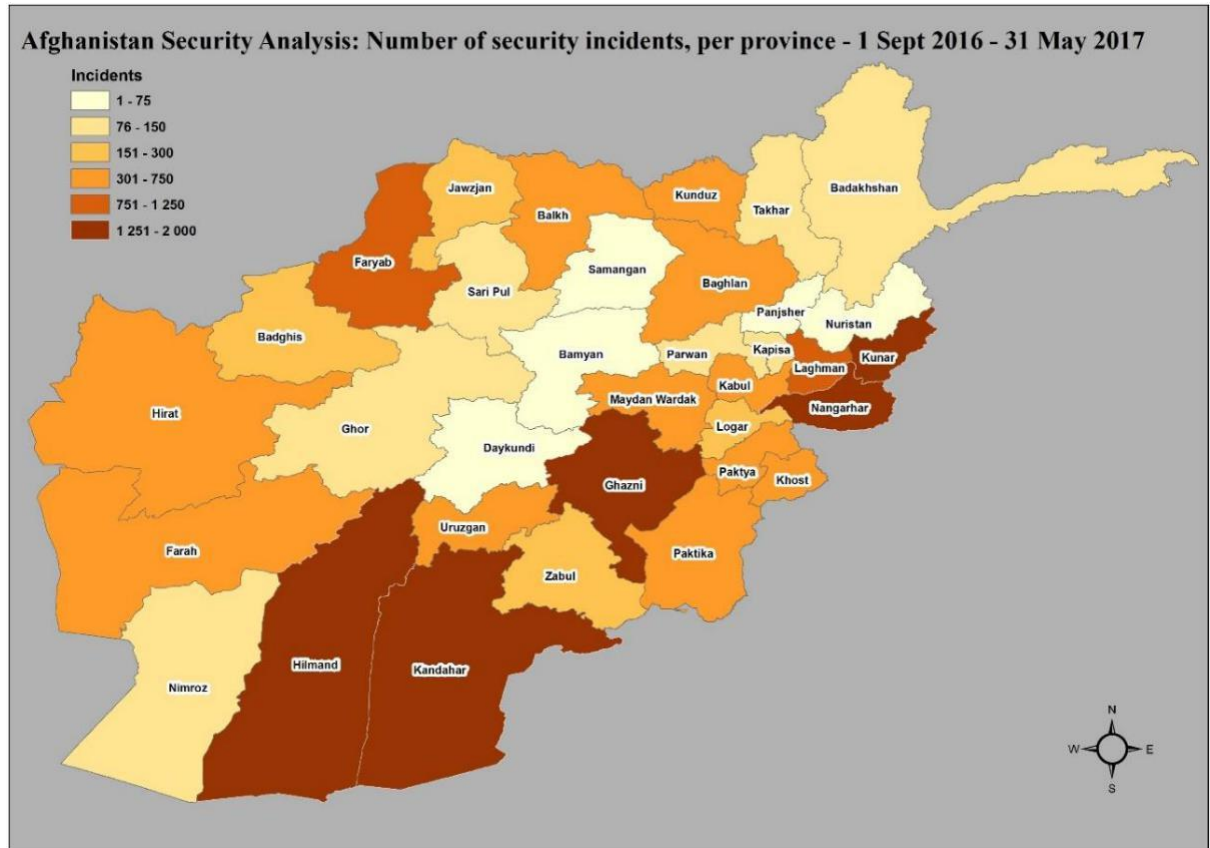 Afghanistan Security Analysis: Number of security incidents, per province - 1 Sept 2016 - 31 May 2017
Incidents
1 - 75
76 - 150
151 - 300
301 - 750
751 - 1 250
1 251 - 2 000
Jawzjan
Balkh
Kunduz
Takhar
Badakhshan
Faryab
Samangan
Baghlan
Sari Pul
Panjsher
Nuristan
Badghis
Bamyan
Parwan
Kapisa
Kunar
Laghman
Kabul
Maydan Wardak
Nangarhar
Hirat
Ghor
Logar
Daykundi
Ghazni
Paktya
Khost
Uruzgan
Farah
Paktika
Zabul
Hilmand
Kandahar
Nimroz
N
W
E
S